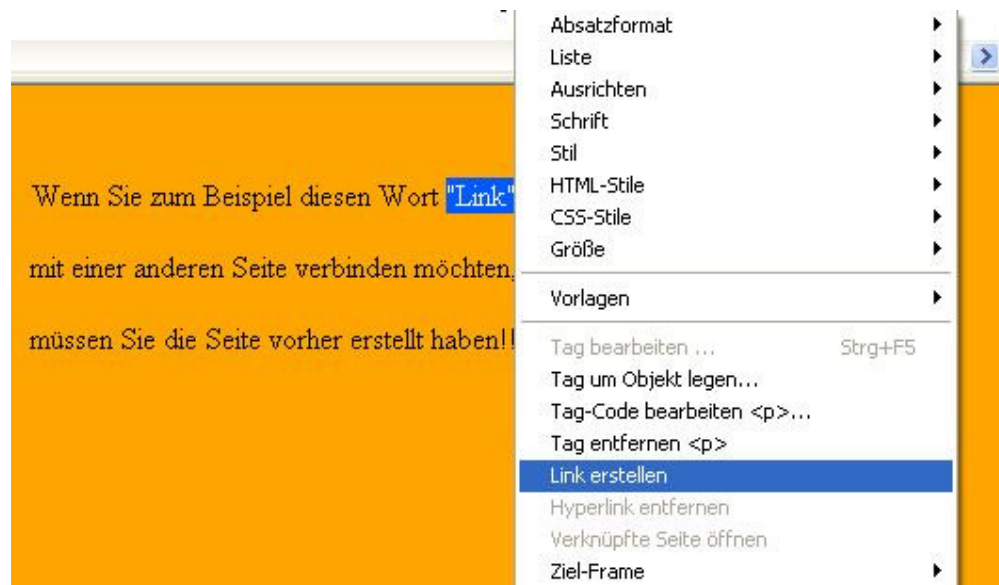 Wenn Sie zum Beispiel diesen Wort "Link"
mit einer anderen Seite verbinden möchten,
müssen Sie die Seite vorher erstellt haben!!
Absatzformat
Liste
Ausrichten
Schrift
Stil
HTML-Stile
CSS-Stile
Größe
Vorlagen
Tag bearbeiten ... Strg+F5
Tag um Objekt legen...
Tag-Code bearbeiten <p>...
Tag entfernen <p>
Link erstellen
Hyperlink entfernen
Verknüpfte Seite öffnen
Ziel-Frame